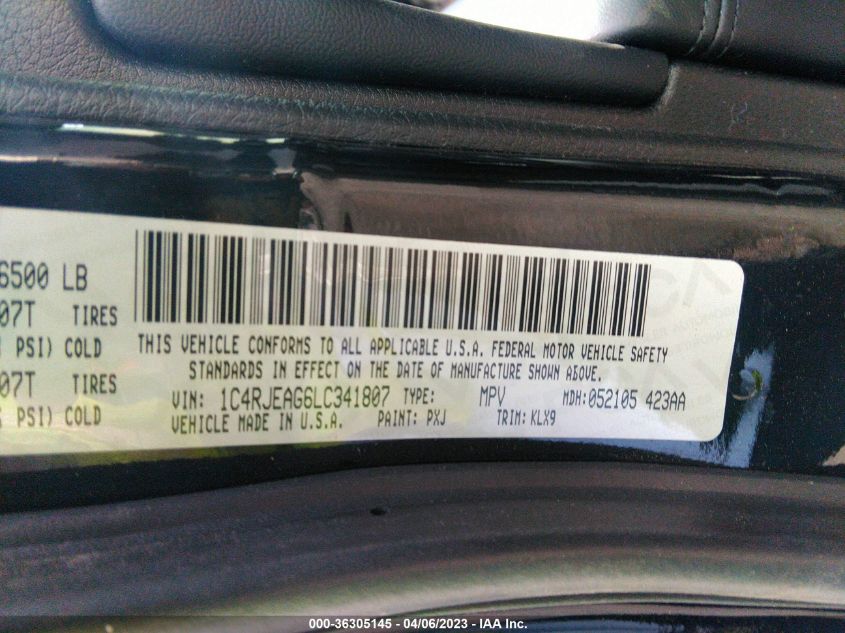 6500 LB
07T TIRES
PSI) COLD
07T TIRES
PSI) COLD
THIS VEHICLE CONFORMS TO ALL APPLICABLE U.S.A. FEDERAL MOTOR VEHICLE SAFETY
STANDARDS IN EFFECT ON THE DATE OF MANUFACTURE SHOWN ABOVE.
VIN: 1C4RJEAG6LC341807 TYPE: MPV MDH:052105 423AA
VEHICLE MADE IN U.S.A. PAINT: PXJ TRIM: KLX9
000-36305145 - 04/06/2023 - IAA Inc.